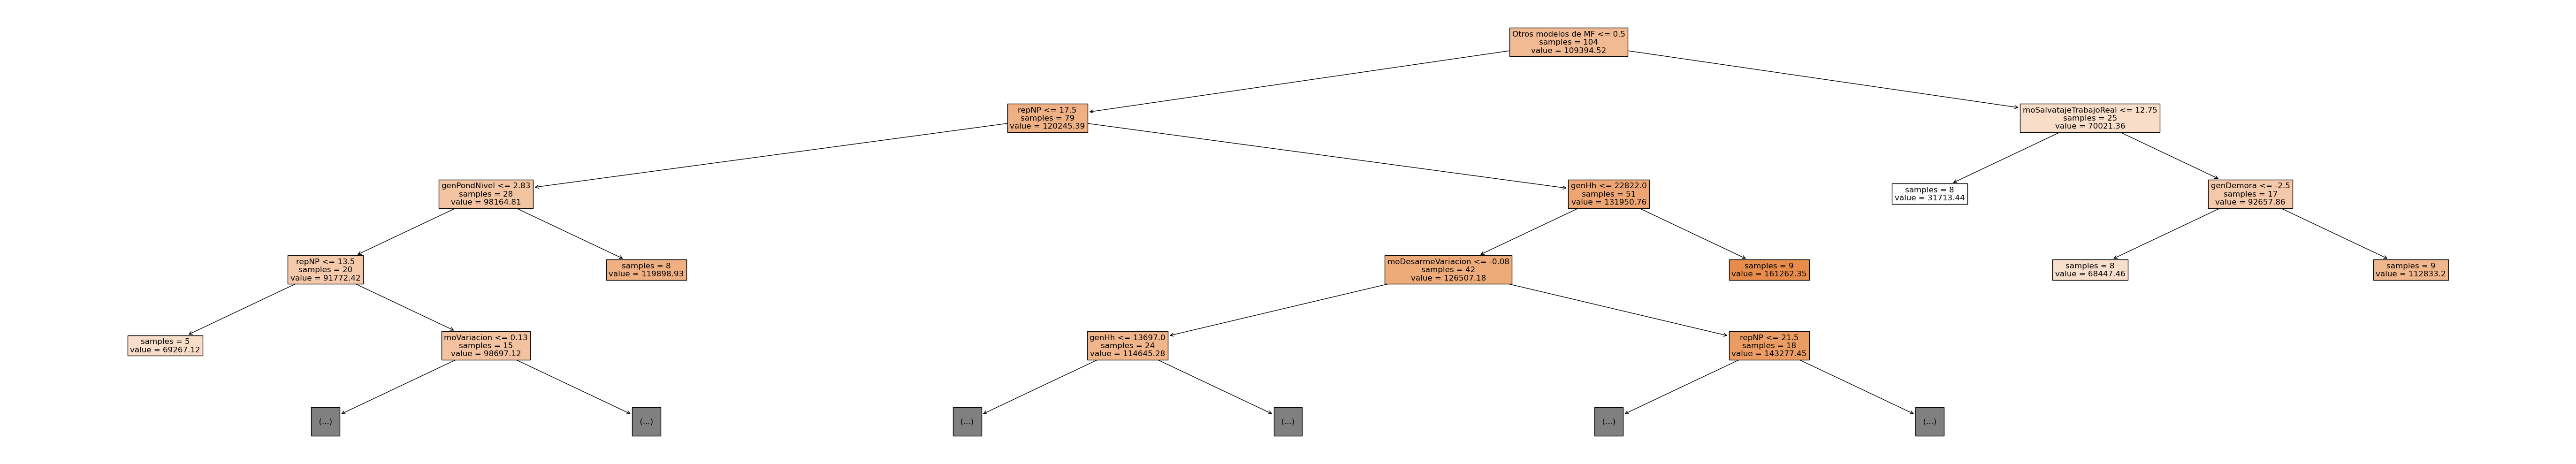 Otros modelos de MF <= 0.5
samples = 104
value = 109394.52
repNP <= 17.5
samples = 79
value = 120245.39
moSalvatajeTrabajoReal <= 12.75
samples = 25
value = 70021.36
genPondNivel <= 2.83
samples = 28
value = 98164.81
genHh <= 22822.0
samples = 51
value = 131950.76
samples = 8
value = 31713.44
genDemora <= -2.5
samples = 17
value = 92657.86
repNP <= 13.5
samples = 20
value = 91772.42
samples = 8
value = 119898.93
moDesarmeVariacion <= -0.08
samples = 42
value = 126507.18
samples = 9
value = 161262.35
samples = 8
value = 68447.46
samples = 9
value = 112833.2
samples = 5
value = 69267.12
moVariacion <= 0.13
samples = 15
value = 98697.12
genHh <= 13697.0
samples = 24
value = 114645.28
repNP <= 21.5
samples = 18
value = 143277.45
(...)
(...)
(...)
(...)
(...)
(...)